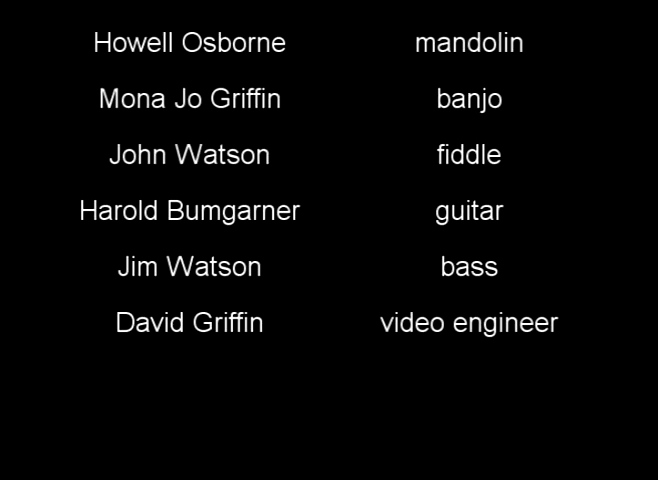 Howell Osborne mandolin
Mona Jo Griffin banjo
John Watson fiddle
Harold Bumgarner guitar
Jim Watson bass
David Griffin video engineer